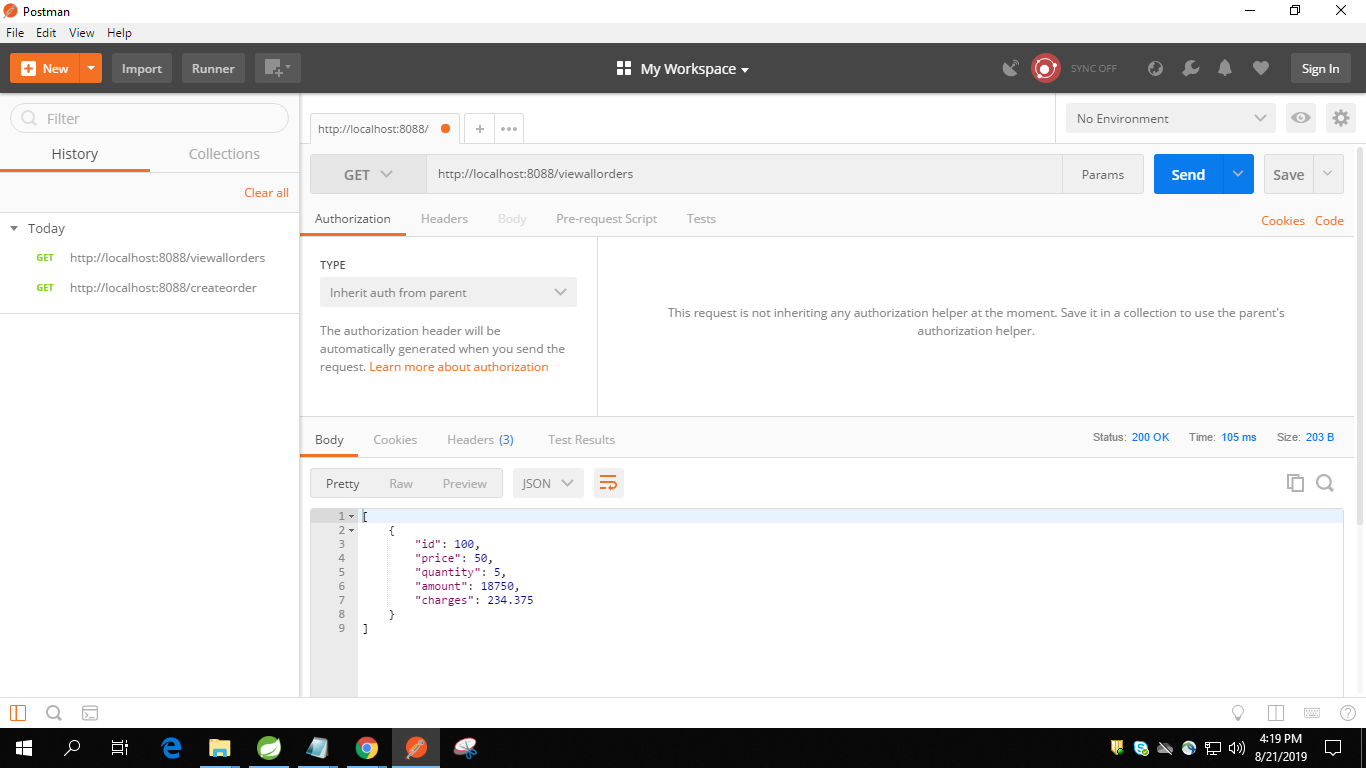 Postman
File Edit View Help
New Import Runner My Workspace SYNC OFF Sign In
Filter
History Collections
Clear all
Today
GET http://localhost:8088/viewallorders
GET http://localhost:8088/createorder
http://localhost:8088/ + ••• No Environment
GET http://localhost:8088/viewallorders Params Send Save
Authorization Headers Body Pre-request Script Tests Cookies Code
TYPE
Inherit auth from parent
The authorization header will be
automatically generated when you send the
request. Learn more about authorization
This request is not inheriting any authorization helper at the moment. Save it in a collection to use the parent's
authorization helper.
Body Cookies Headers (3) Test Results Status: 200 OK Time: 105 ms Size: 203 B
Pretty Raw Preview JSON
1 [
2 {
3 "id": 100,
4 "price": 50,
5 "quantity": 5,
6 "amount": 18750,
7 "charges": 234.375
8 }
9 ]
4:19 PM
8/21/2019